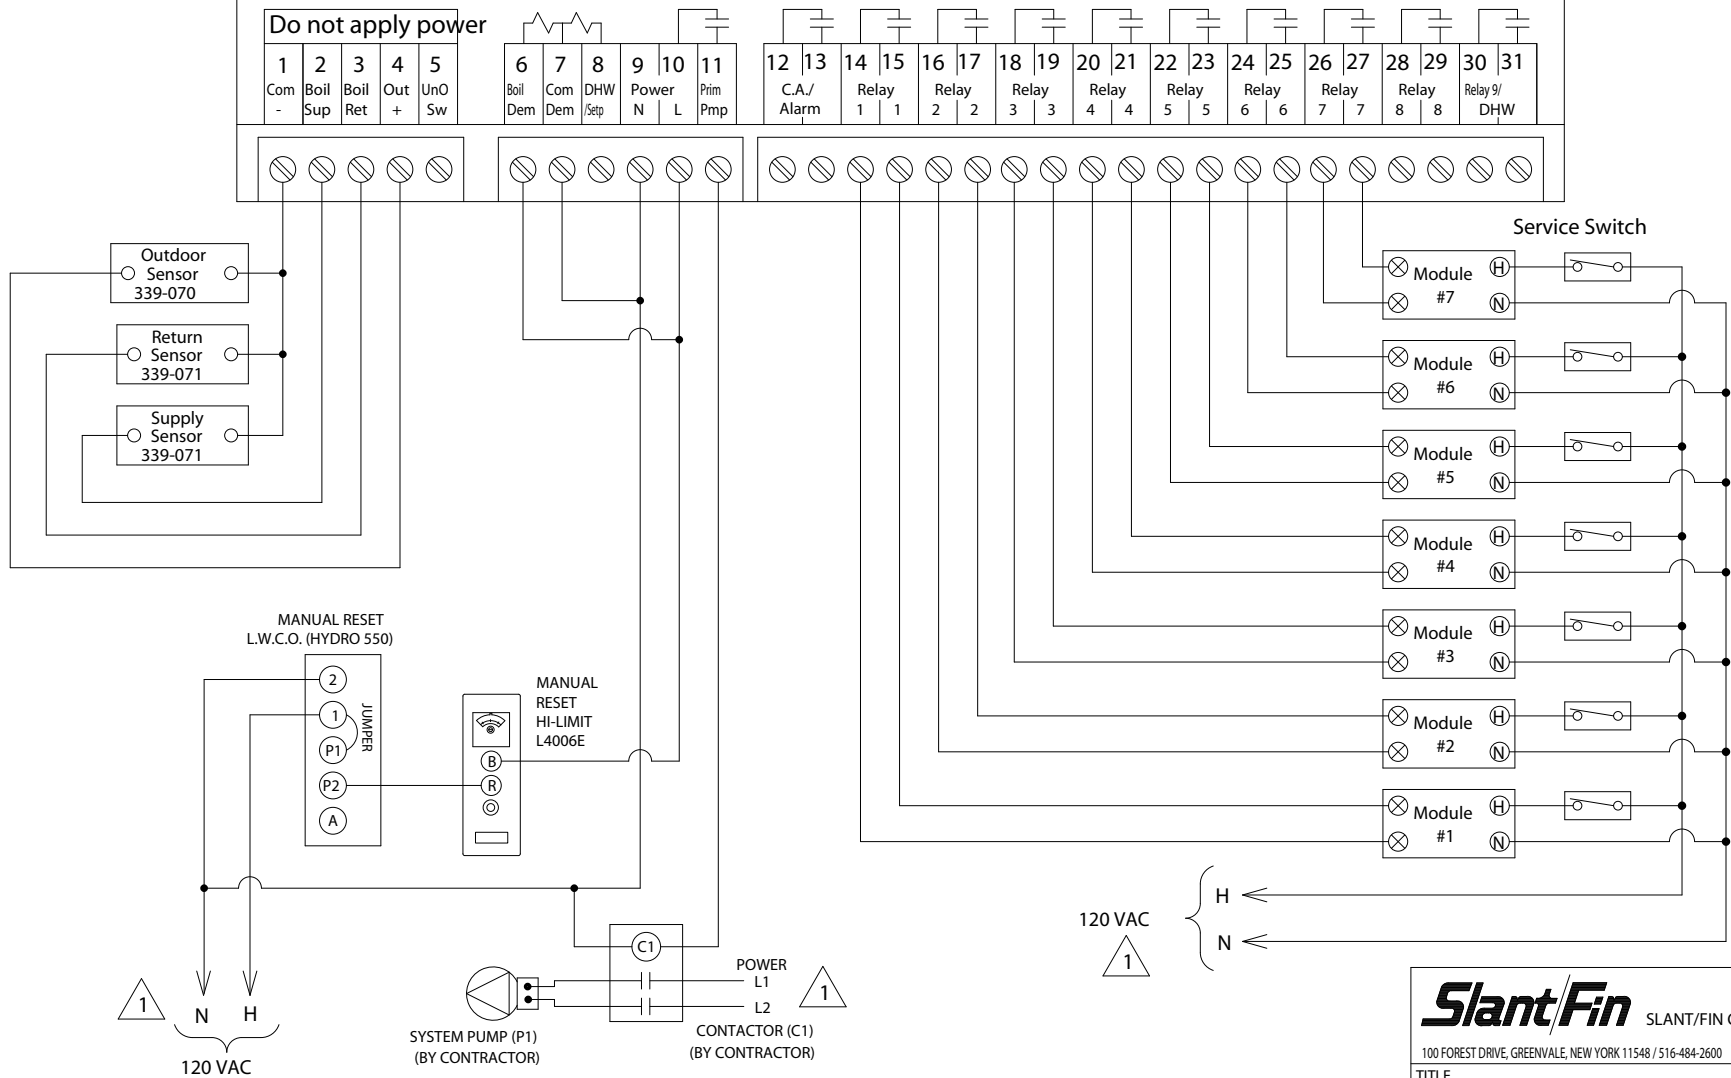 Do not apply power
1 2 3 4 5
Com Boil Boil Out UnO
- Sup Ret + Sw
6 7 8 9 10 11
Boil Com DHW Power Prim
Dem Dem /Setp N L Pmp
12 13 14 15 16 17 18 19 20 21 22 23 24 25 26 27 28 29 30 31
C.A./ Relay Relay Relay Relay Relay Relay Relay Relay Relay 9/
Alarm 1 1 2 2 3 3 4 4 5 5 6 6 7 7 8 8 DHW
Outdoor
Sensor
339-070
Return
Sensor
339-071
Supply
Sensor
339-071
Service Switch
Module H
#7 N
Module H
#6 N
Module H
#5 N
Module H
#4 N
Module H
#3 N
Module H
#2 N
Module H
#1 N
MANUAL RESET
L.W.C.O. (HYDRO 550)
2
1
P1
P2
A
JUMPER
MANUAL
RESET
HI-LIMIT
L4006E
B
R
1
N H
120 VAC
C1
POWER
L1
L2
1
SYSTEM PUMP (P1)
(BY CONTRACTOR)
CONTACTOR (C1)
(BY CONTRACTOR)
120 VAC
H
N
1
Slant/Fin SLANT/FIN
100 FOREST DRIVE, GREENVALE, NEW YORK 11548 / 516-484-2600
TITLE